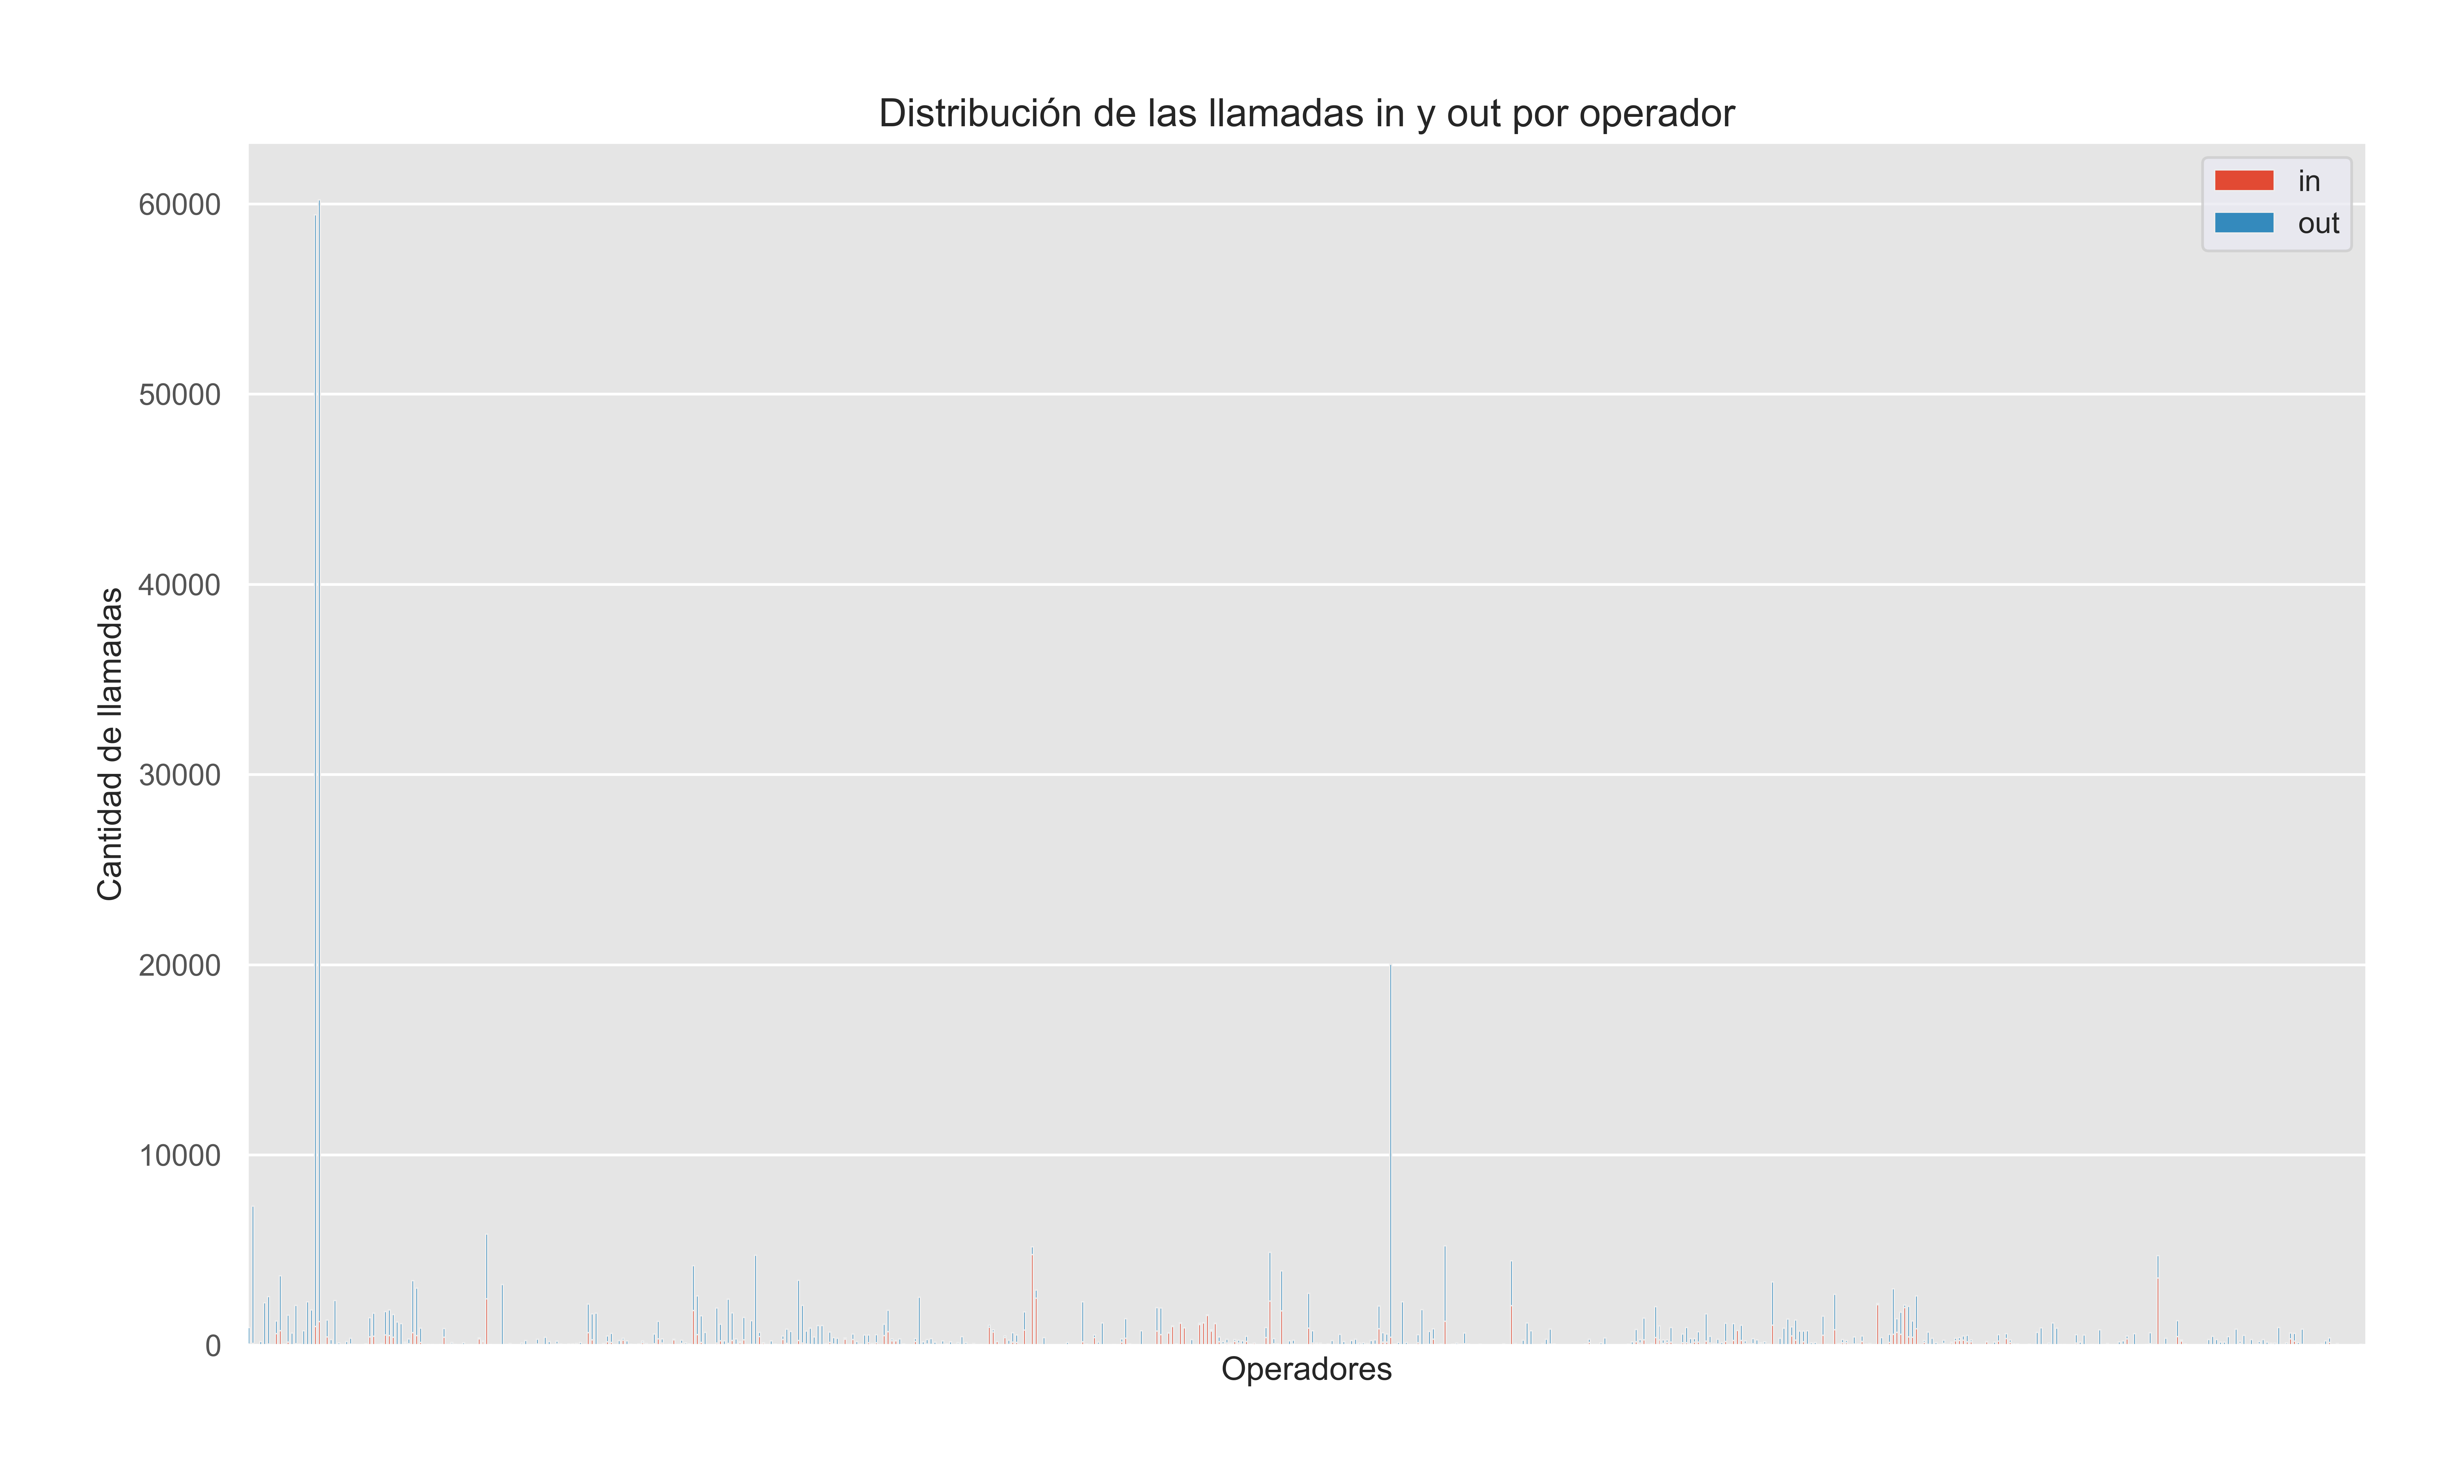 Distribución de las llamadas in y out por operador
in
out
60000
50000
40000
30000
20000
10000
0
Cantidad de llamadas
Operadores